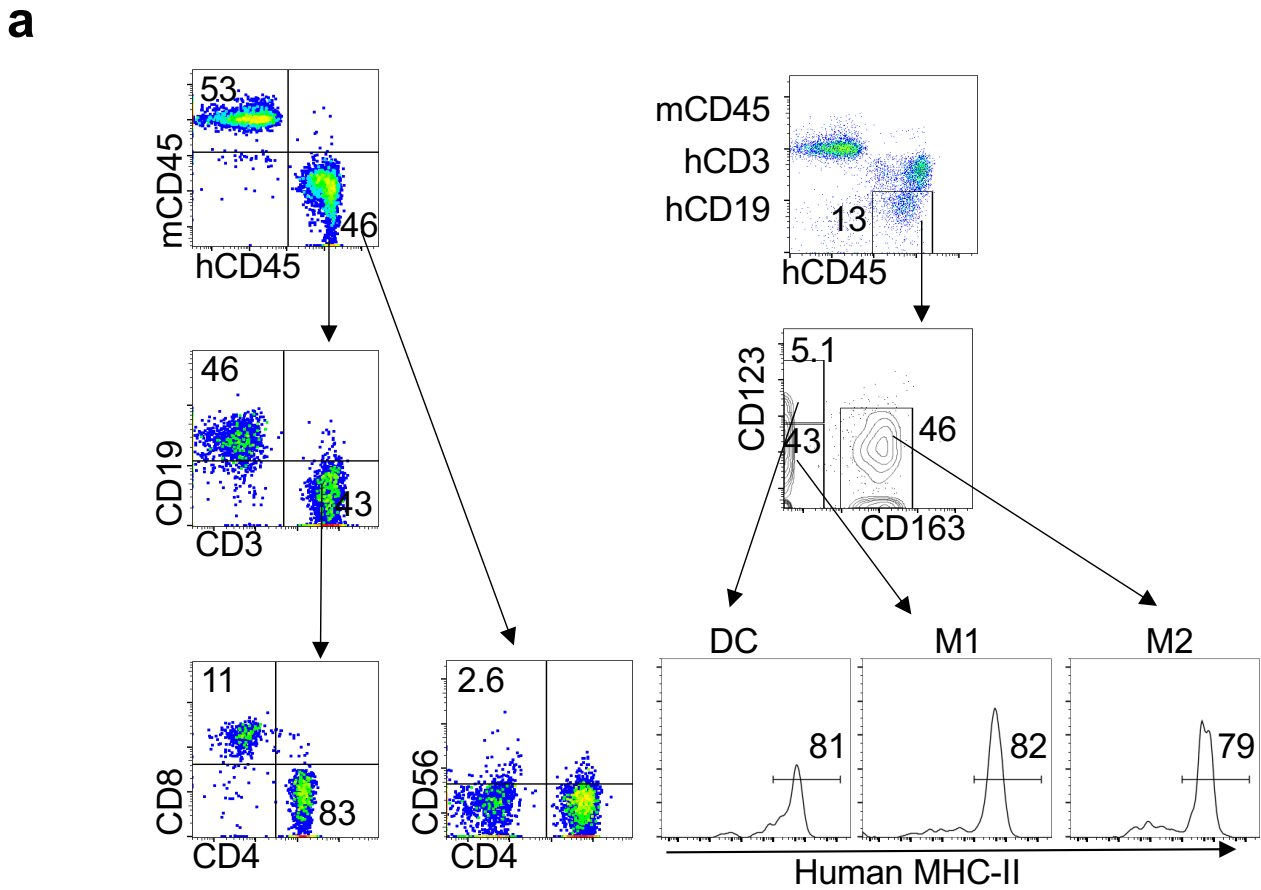 a
53
mCD45
46
hCD45
46
CD19
43
CD3
11
CD8
83
CD4
2.6
CD56
CD4
mCD45
hCD3
hCD19
13
hCD45
5.1
CD123
43
46
CD163
DC
M1
M2
81
82
79
Human MHC-II